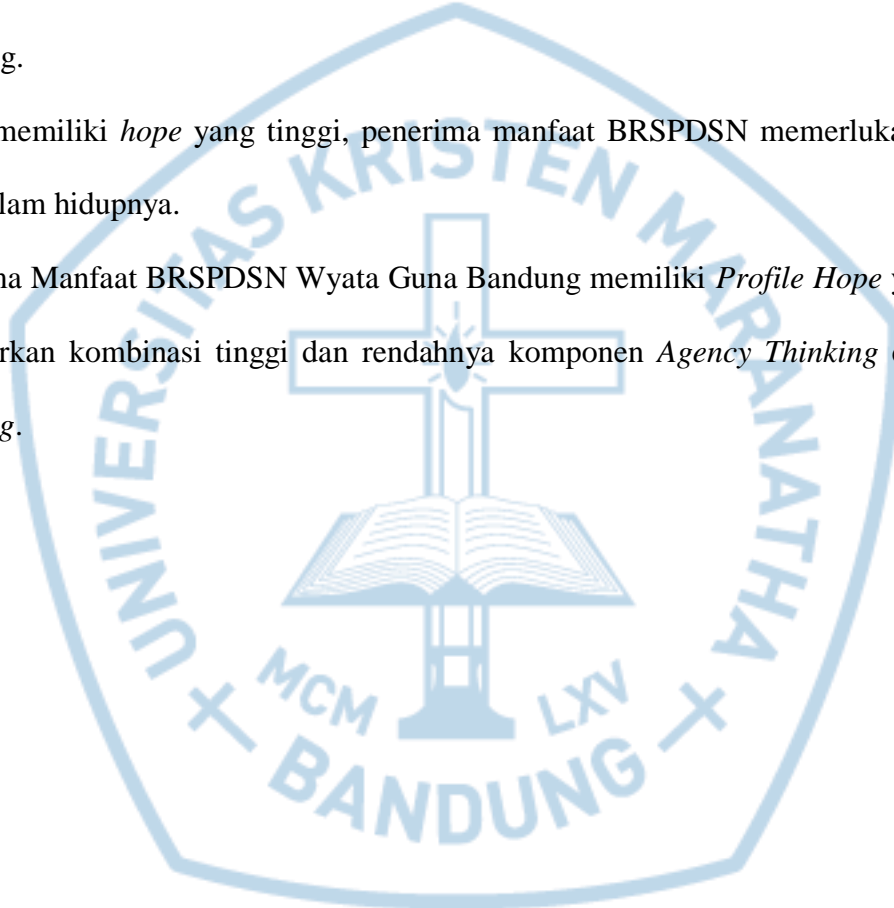 g.
memiliki hope yang tinggi, penerima manfaat BRSPDSN memerluka
lam hidupnya.
na Manfaat BRSPDSN Wyata Guna Bandung memiliki Profile Hope y
rkan kombinasi tinggi dan rendahnya komponen Agency Thinking
g.
UNIVERSITAS KRISTEN MARANATHA
MCM LXV
BANDUNG